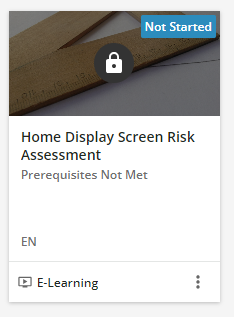 Not Started
Home Display Screen Risk
Assessment
Prerequisites Not Met
EN
E-Learning